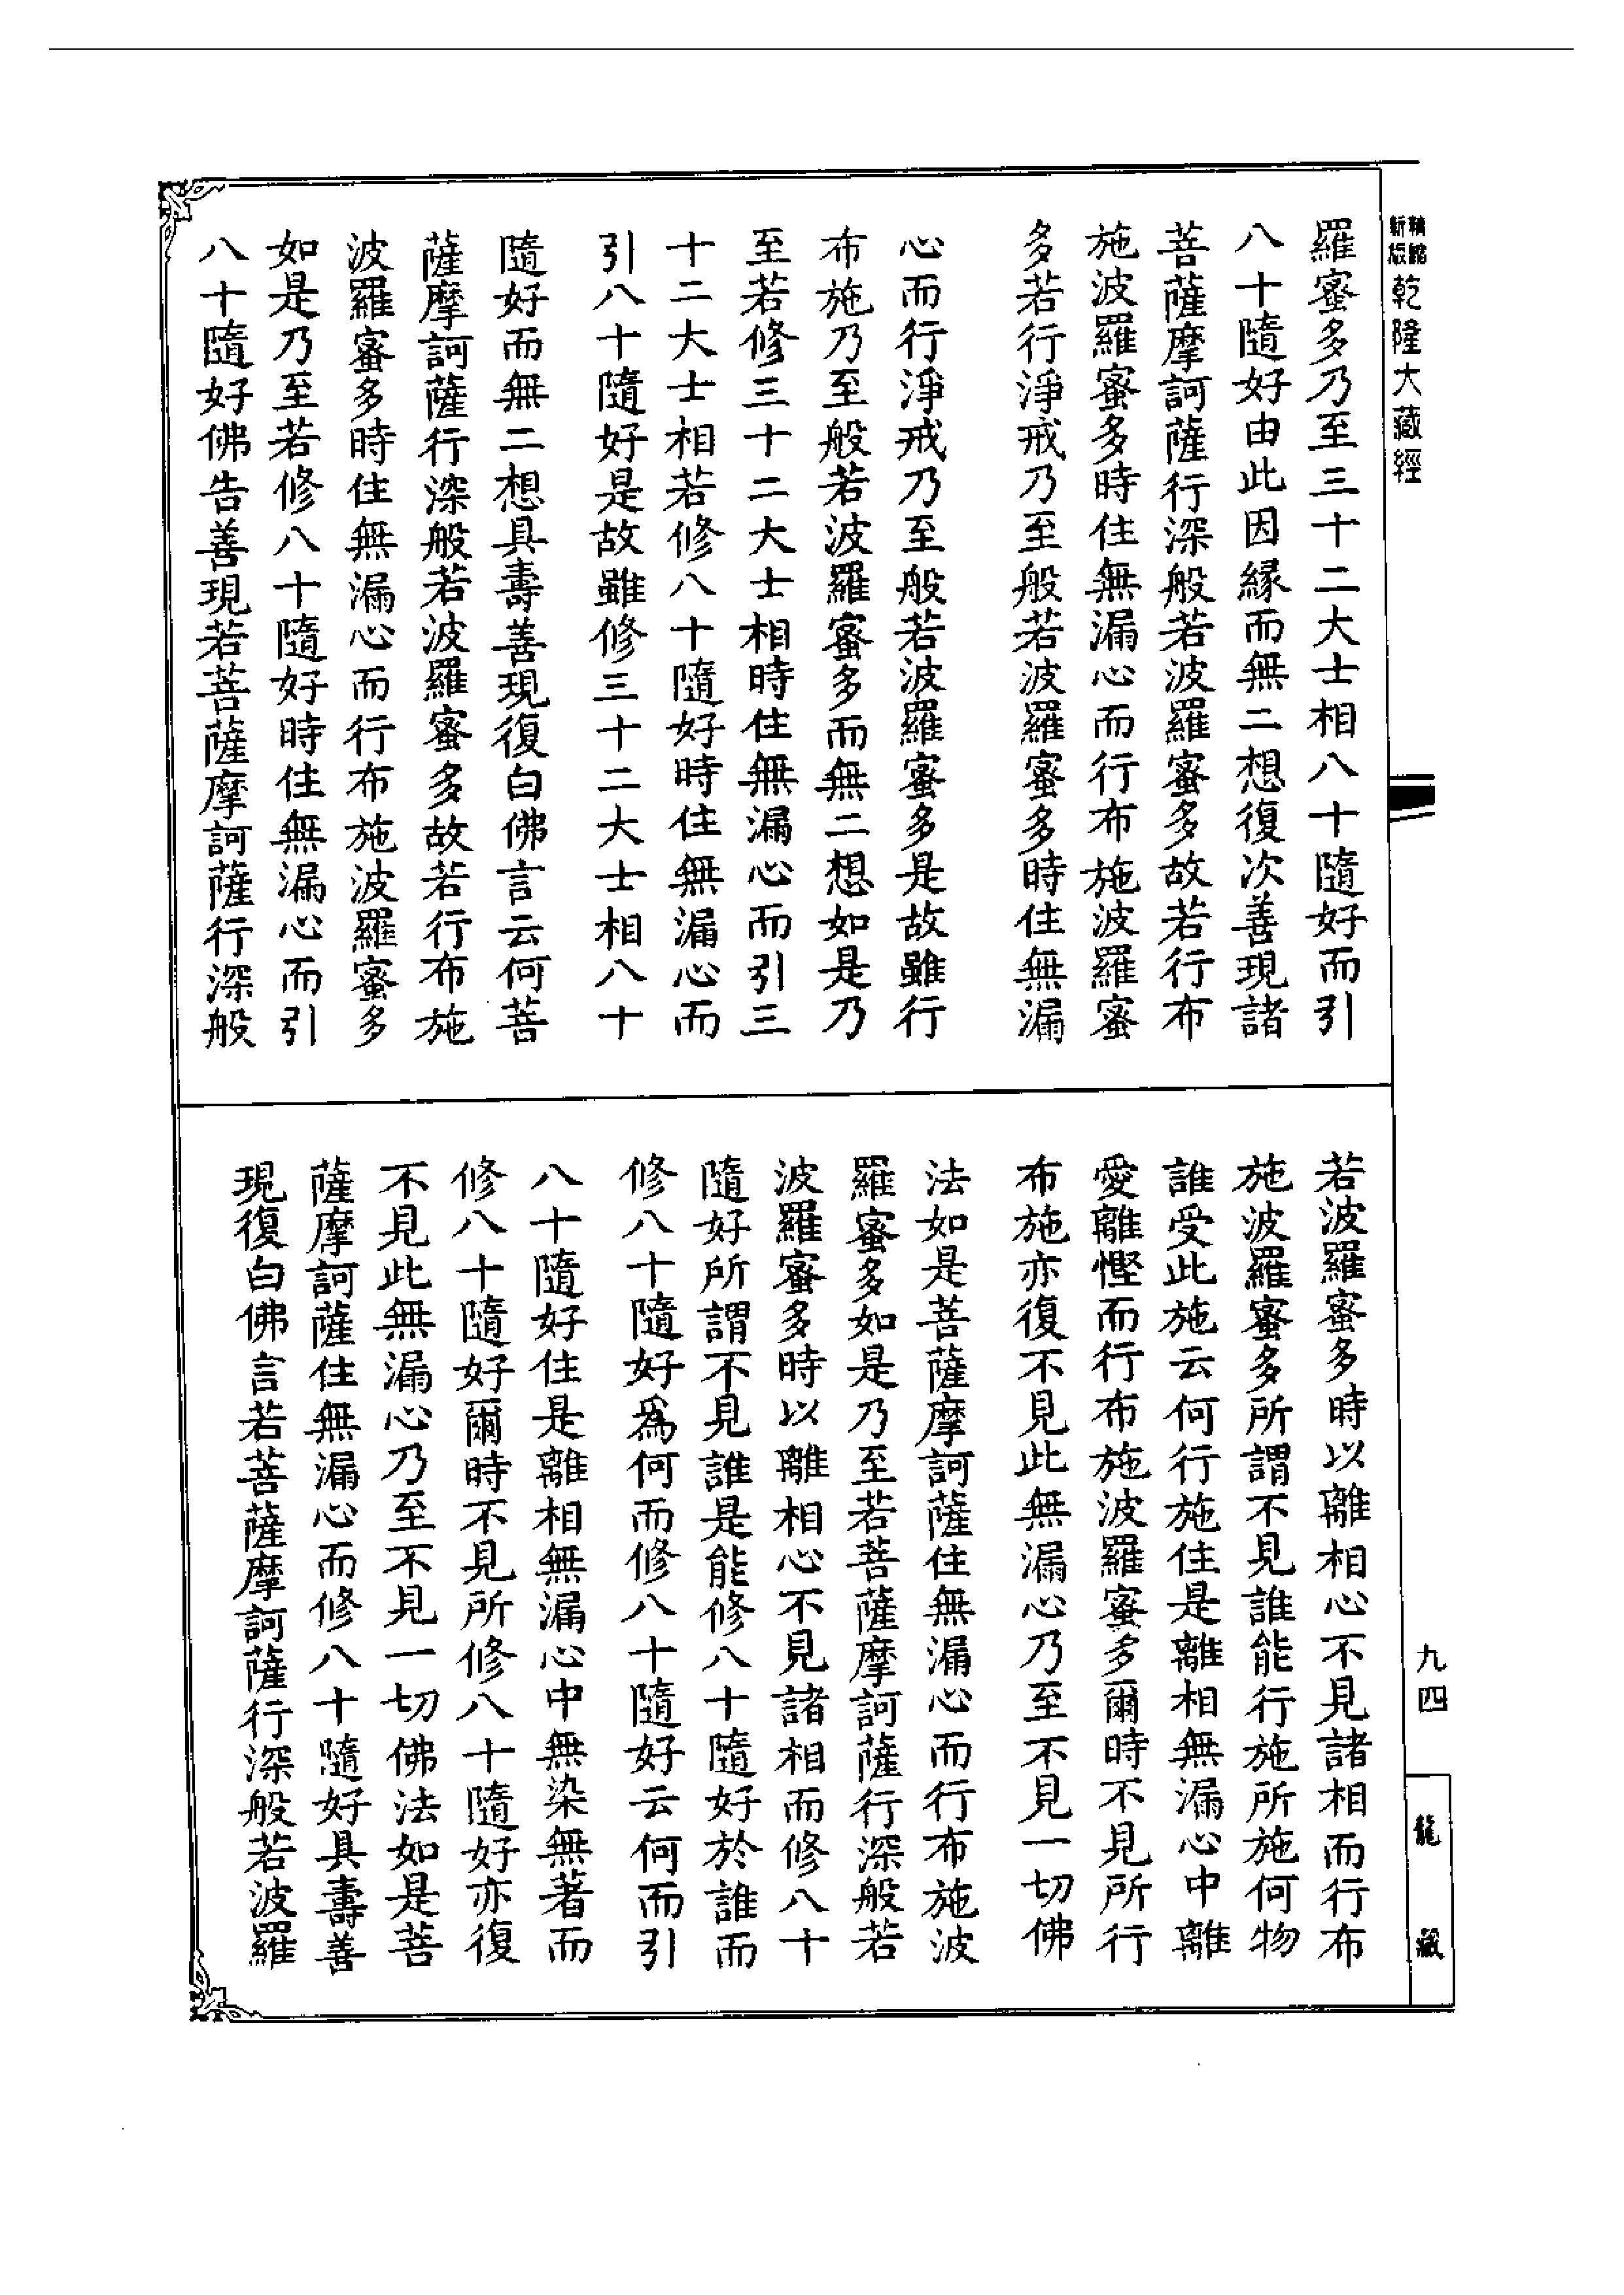 精縮新版乾隆大藏經
羅蜜多乃至三十二大士相八十隨好而引
八十隨好由此因緣而無二想復次善現諸
菩薩摩訶薩行深般若波羅蜜多故若行布
施波羅蜜多時住無漏心而行布施波羅蜜
多若行淨戒乃至般若波羅蜜多時住無漏
心而行淨戒乃至般若波羅蜜多是故雖行
布施乃至般若波羅蜜多而無二想如是乃
至若修三十二大士相時住無漏心而引三
十二大士相若修八十隨好時住無漏心而
引八十隨好是故雖修三十二大士相八十
隨好而無二想具壽善現復白佛言云何菩
薩摩訶薩行深般若波羅蜜多故若行布施
波羅蜜多時住無漏心而行布施波羅蜜多
如是乃至若修八十隨好時住無漏心而引
八十隨好佛告善現若菩薩摩訶薩行深般
若波羅蜜多時以離相心不見諸相而行布
施波羅蜜多所謂不見誰能行施所施何物
誰受此施云何行施住是離相無漏心中離
愛離慳而行布施波羅蜜多爾時不見所行
布施亦復不見此無漏心乃至不見一切佛
法如是菩薩摩訶薩住無漏心而行布施波
羅蜜多如是乃至若菩薩摩訶薩行深般若
波羅蜜多時以離相心不見諸相而修八十
隨好所謂不見誰是能修八十隨好於誰而
修八十隨好為何而修八十隨好云何而引
八十隨好住是離相無漏心中無染無著而
修八十隨好爾時不見所修八十隨好亦復
不見此無漏心乃至不見一切佛法如是菩
薩摩訶薩住無漏心而修八十隨好具壽善
現復白佛言若菩薩摩訶薩行深般若波羅
九四
龍藏